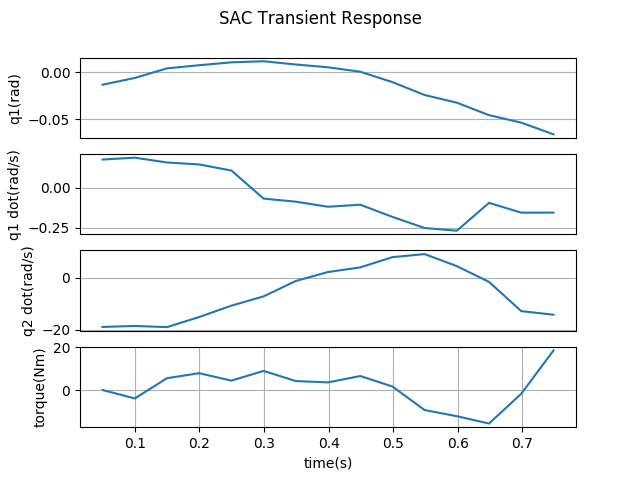 SAC Transient Response
q1(rad)
0.00
−0.05
q1 dot(rad/s)
0.00
−0.25
q2 dot(rad/s)
0
−20
torque(Nm)
20
0
0.1 0.2 0.3 0.4 0.5 0.6 0.7
time(s)